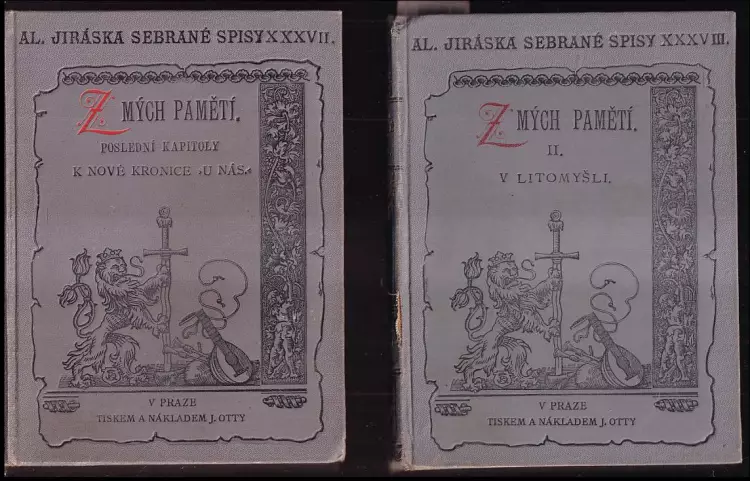 AL. JIRÁSKA SEBRANÉ SPISY XXXVII.
Z MÝCH PAMĚTÍ.
POSLEDNÍ KAPITOLY
K NOVÉ KRONICE „U NÁS“
V PRAZE
TISKEM A NÁKLADEM J. OTTY
AL. JIRÁSKA SEBRANÉ SPISY XXXVIII.
Z MÝCH PAMĚTÍ.
II.
V LITOMYŠLI.
V PRAZE
TISKEM A NÁKLADEM J. OTTY